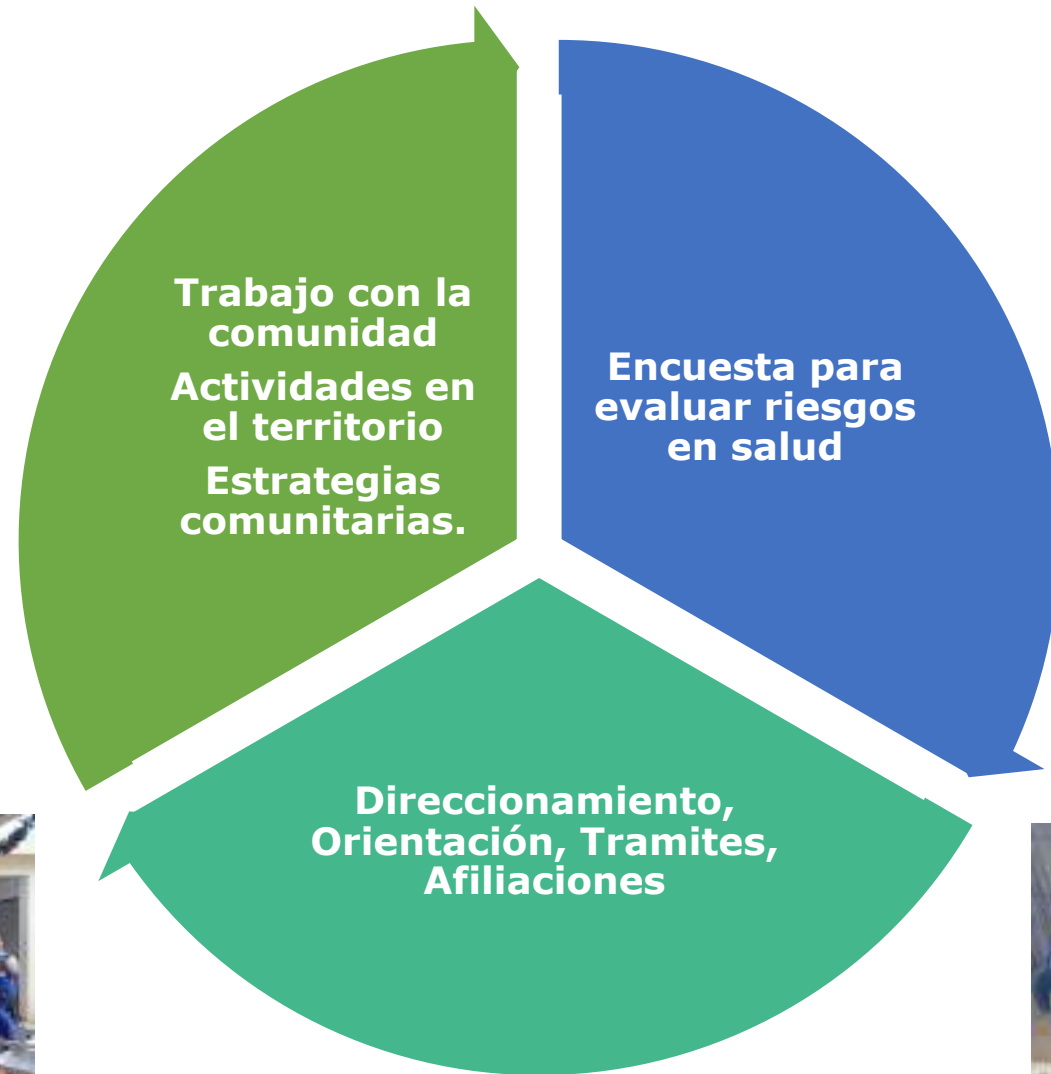 Trabajo con la
comunidad
Actividades en
el territorio
Estrategias
comunitarias.
Encuesta para
evaluar riesgos
en salud
Direccionamiento,
Orientación, Tramites,
Afiliaciones